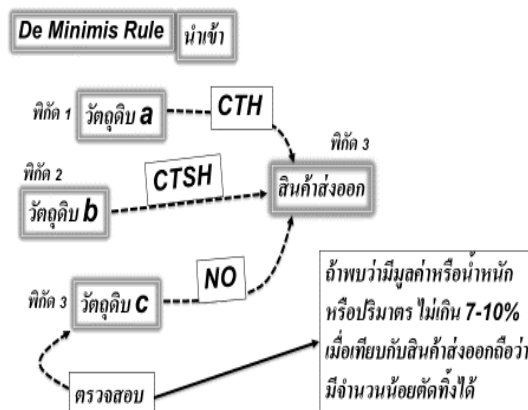 De Minimis Rule
นำเข้า
พิกัด 1
วัตถุดิบ a
CTH
พิกัด 3
พิกัด 2
CTSH
สินค้าส่งออก
วัตถุดิบ b
NO
พิกัด 3
วัตถุดิบ c
ถ้าพบว่ามีมูลค่าหรือน้ำหนัก
หรือปริมาตร ไม่เกิน 7-10%
เมื่อเทียบกับสินค้าส่งออกถือว่า
มีจำนวนน้อยตัดทิ้งได้
ตรวจสอบ